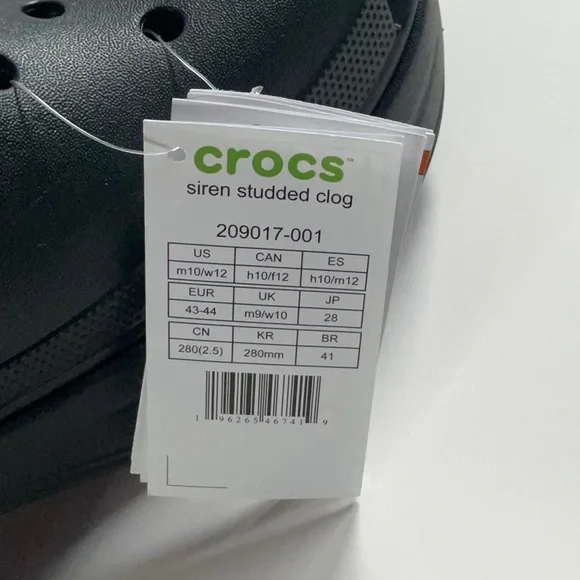 crocs™
siren studded clog
209017-001
US CAN ES
m10/w12 h10/f12 h10/m12
EUR UK JP
43-44 m9/w10 28
CN KR BR
280(2.5) 280mm 41
1 96265 46741 9